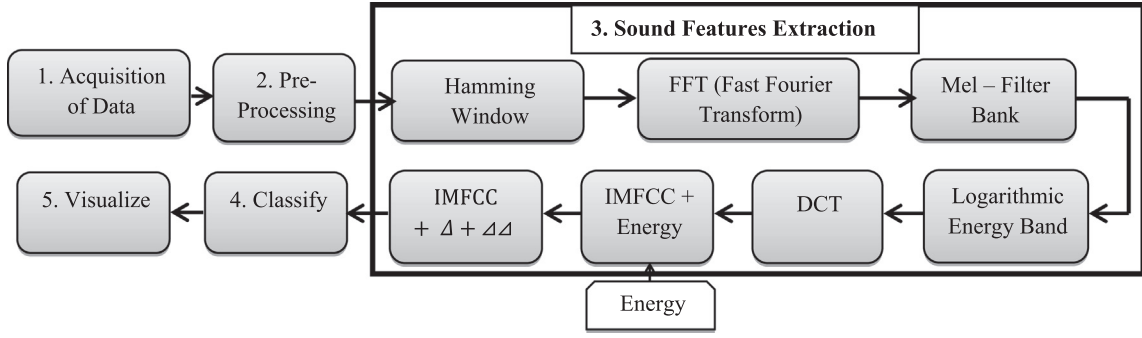 3. Sound Features Extraction
1. Acquisition
of Data
2. Pre-
Processing
Hamming
Window
FFT (Fast Fourier
Transform)
Mel – Filter
Bank
Logarithmic
Energy Band
DCT
IMFCC +
Energy
Energy
IMFCC
+ Δ + ΔΔ
4. Classify
5. Visualize